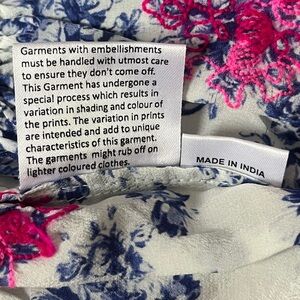 Garments with embellishments
must be handled with utmost care
to ensure they don't come off.
This Garment has undergone a
special process which results in
variation in shading and colour of
the prints. The variation in prints
are intended and add to unique
characteristics of this garment.
The garments might rub off on
lighter coloured clothes.
MADE IN INDIA